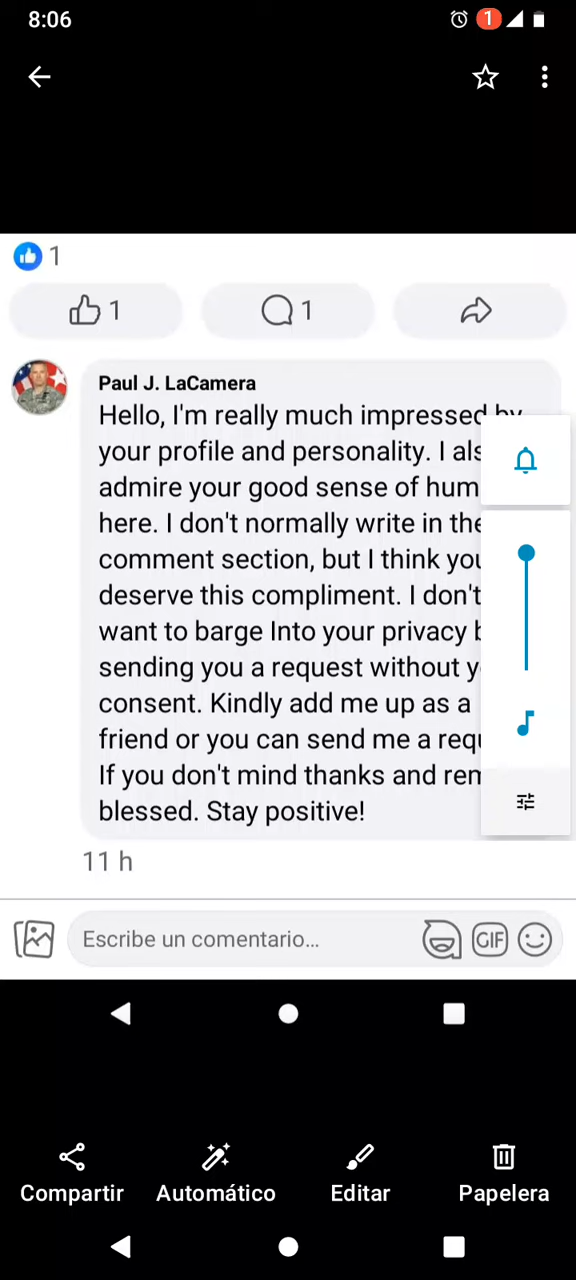 8:06
1
1
1
1
Paul J. LaCamera
Hello, I'm really much impressed by
your profile and personality. I
admire your good sense of
here. I don't normally write in
comment section, but I think
deserve this compliment. I don't
want to barge Into your privacy
sending you a request without
consent. Kindly add me up as a
friend or you can send me a
If you don't mind thanks and
blessed. Stay positive!
11 h
Escribe un comentario...
GIF
Compartir
Automático
Editar
Papelera